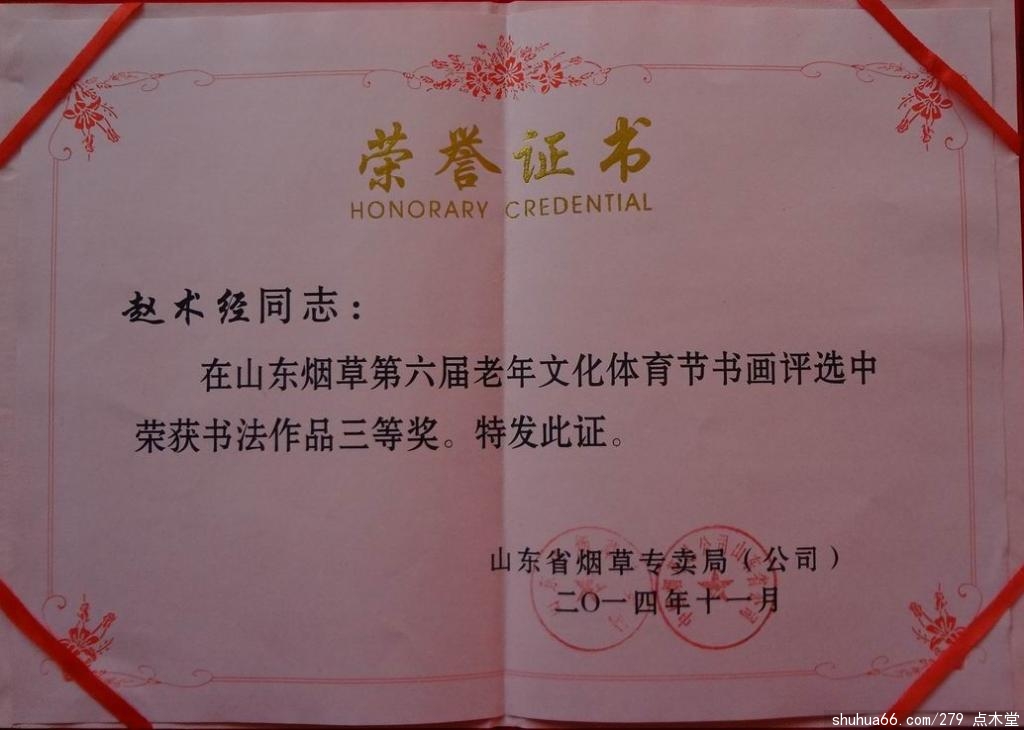 荣誉证书
HONORARY CREDENTIAL
赵术经同志：
在山东烟草第六届老年文化体育节书画评选中
荣获书法作品三等奖。特发此证。
山东省烟草专卖局（公司）
二〇一四年十一月
shuhua66.com/279 点木堂